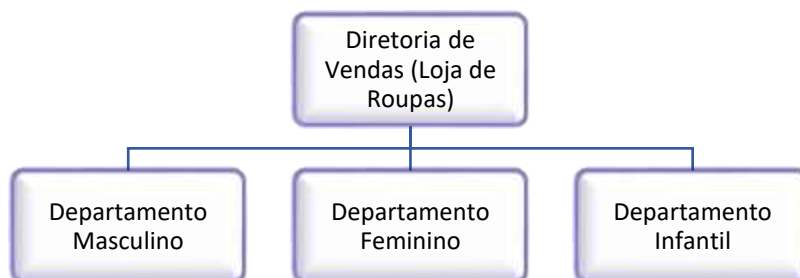 Diretoria de
Vendas (Loja de
Roupas)
Departamento
Masculino
Departamento
Feminino
Departamento
Infantil